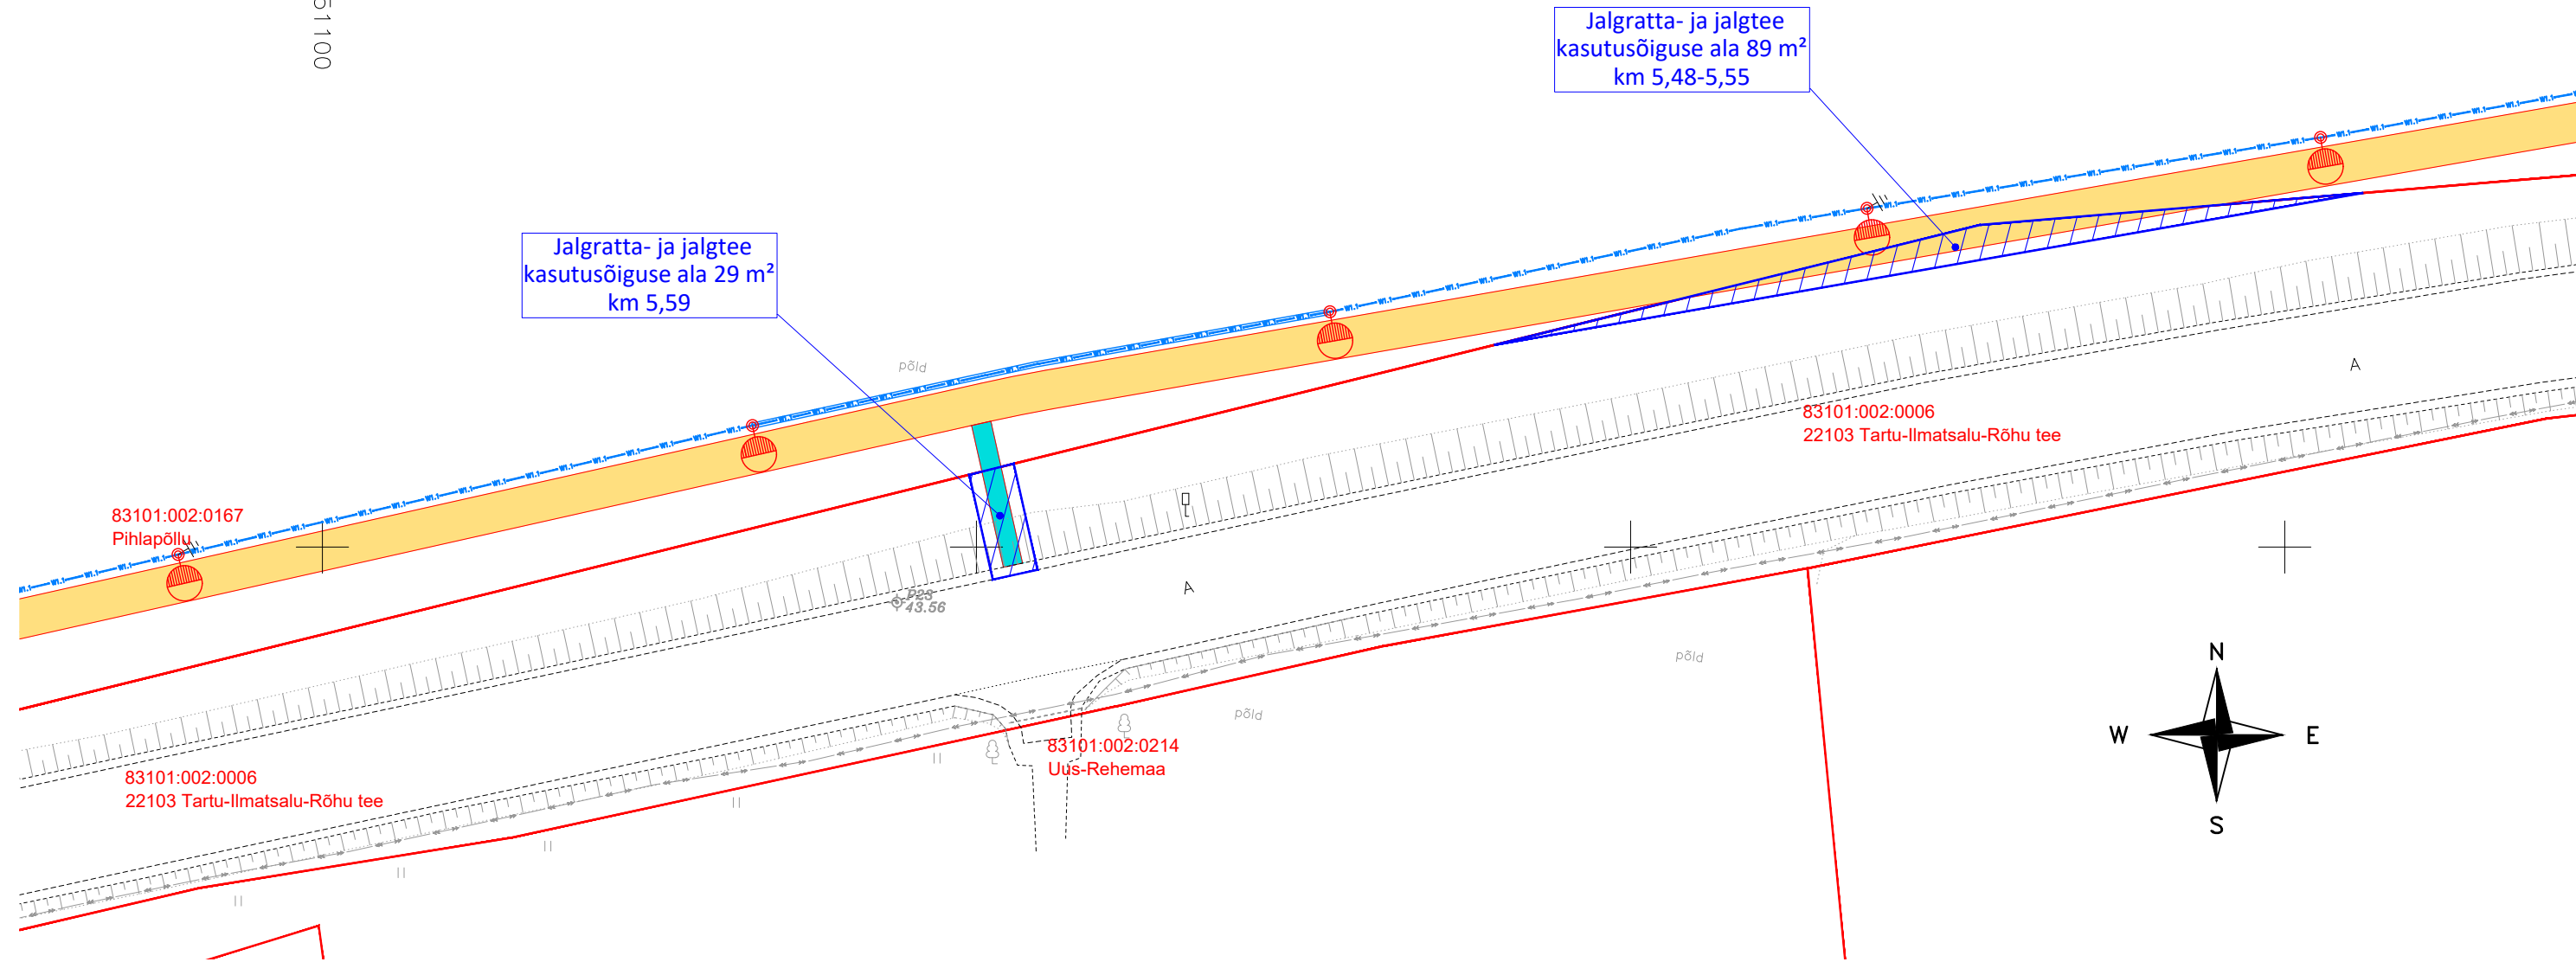 51100
Jalgratta- ja jalgtee
kasutusõiguse ala 89 m²
km 5,48-5,55
Jalgratta- ja jalgtee
kasutusõiguse ala 29 m²
km 5,59
põld
A
83101:002:0006
22103 Tartu-Ilmatsalu-Rõhu tee
83101:002:0167
Pihlapõllu
A
P23
43.56
põld
põld
83101:002:0214
Uus-Rehemaa
83101:002:0006
22103 Tartu-Ilmatsalu-Rõhu tee
N
W E
S